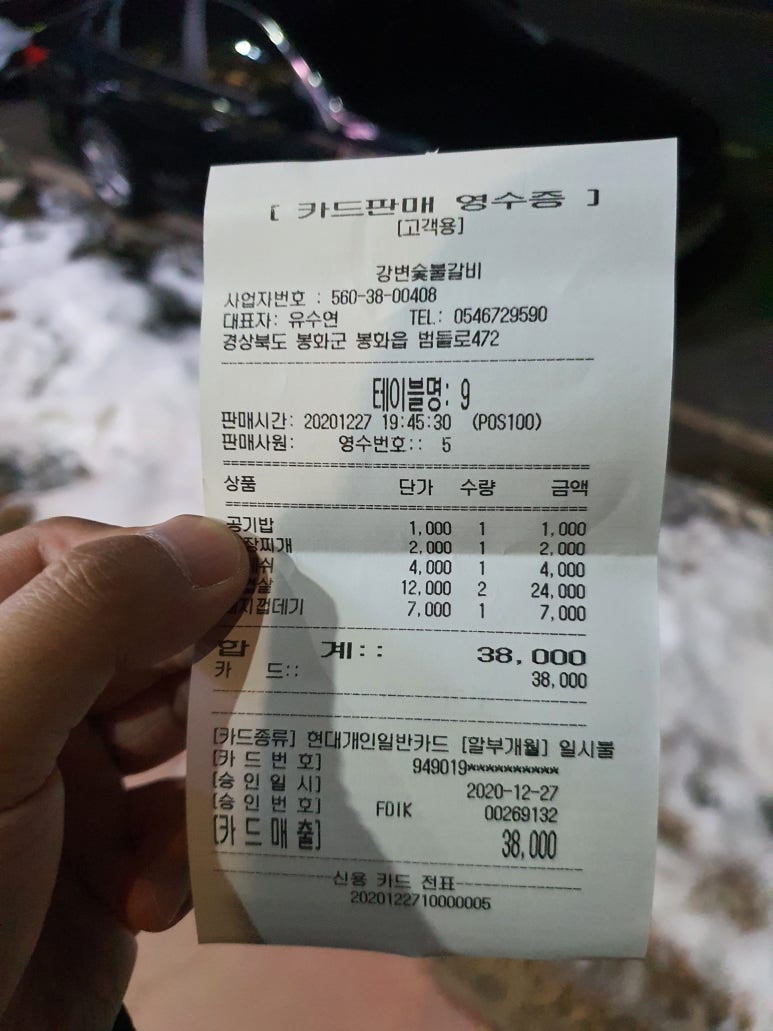 [ 카드판매 영수증 ]
[고객용]
강변숯불갈비
사업자번호 : 560-38-00408
대표자: 유수연 TEL: 0546729590
경상북도 봉화군 봉화읍 범들로472
테이블명: 9
판매시간: 20201227 19:45:30 (POS100)
판매사원: 영수번호:: 5
상품 단가 수량 금액
공기밥 1,000 1 1,000
장찌개 2,000 1 2,000
4,000 1 4,000
살 12,000 2 24,000
지껍데기 7,000 1 7,000
합 계:: 38,000
카 드:: 38,000
[카드종류] 현대개인일반카드 [할부개월] 일시불
[카 드 번 호] 949019**********
[승 인 일 시] 2020-12-27
[승 인 번 호] FDIK 00269132
[카 드 매 출] 38,000
신용 카드 전표
2020122710000005